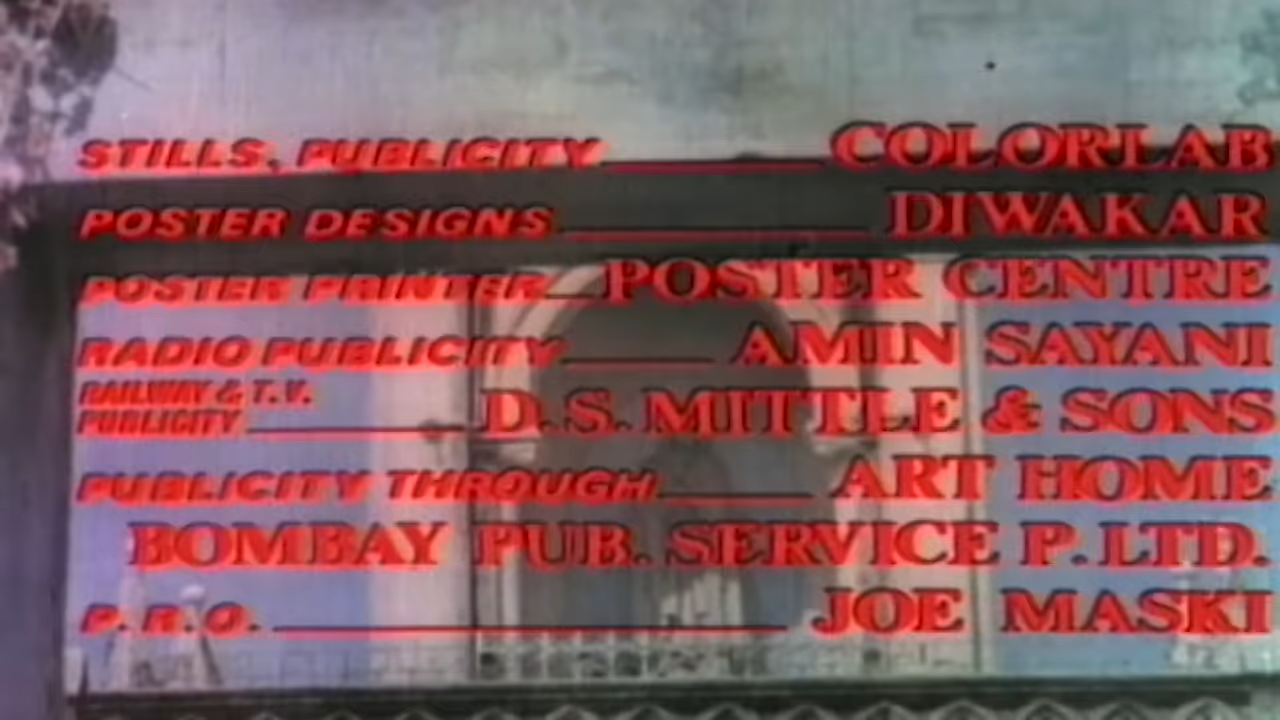 STILLS, PUBLICITY COLORLAB
POSTER DESIGNS DIWAKAR
POSTER PRINTER POSTER CENTRE
RADIO PUBLICITY AMIN SAYANI
RAILWAY & T.V.
PUBLICITY D.S. MITTLE & SONS
PUBLICITY THROUGH ART HOME
BOMBAY PUB. SERVICE P. LTD.
P.R.O. JOE MASKI